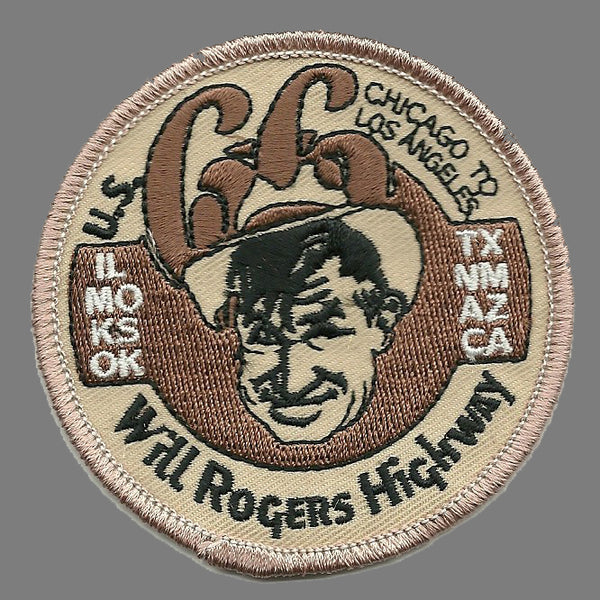 U.S. 66
CHICAGO TO
LOS ANGELES
IL
MO
KS
OK
TX
NM
AZ
CA
Will Rogers Highway